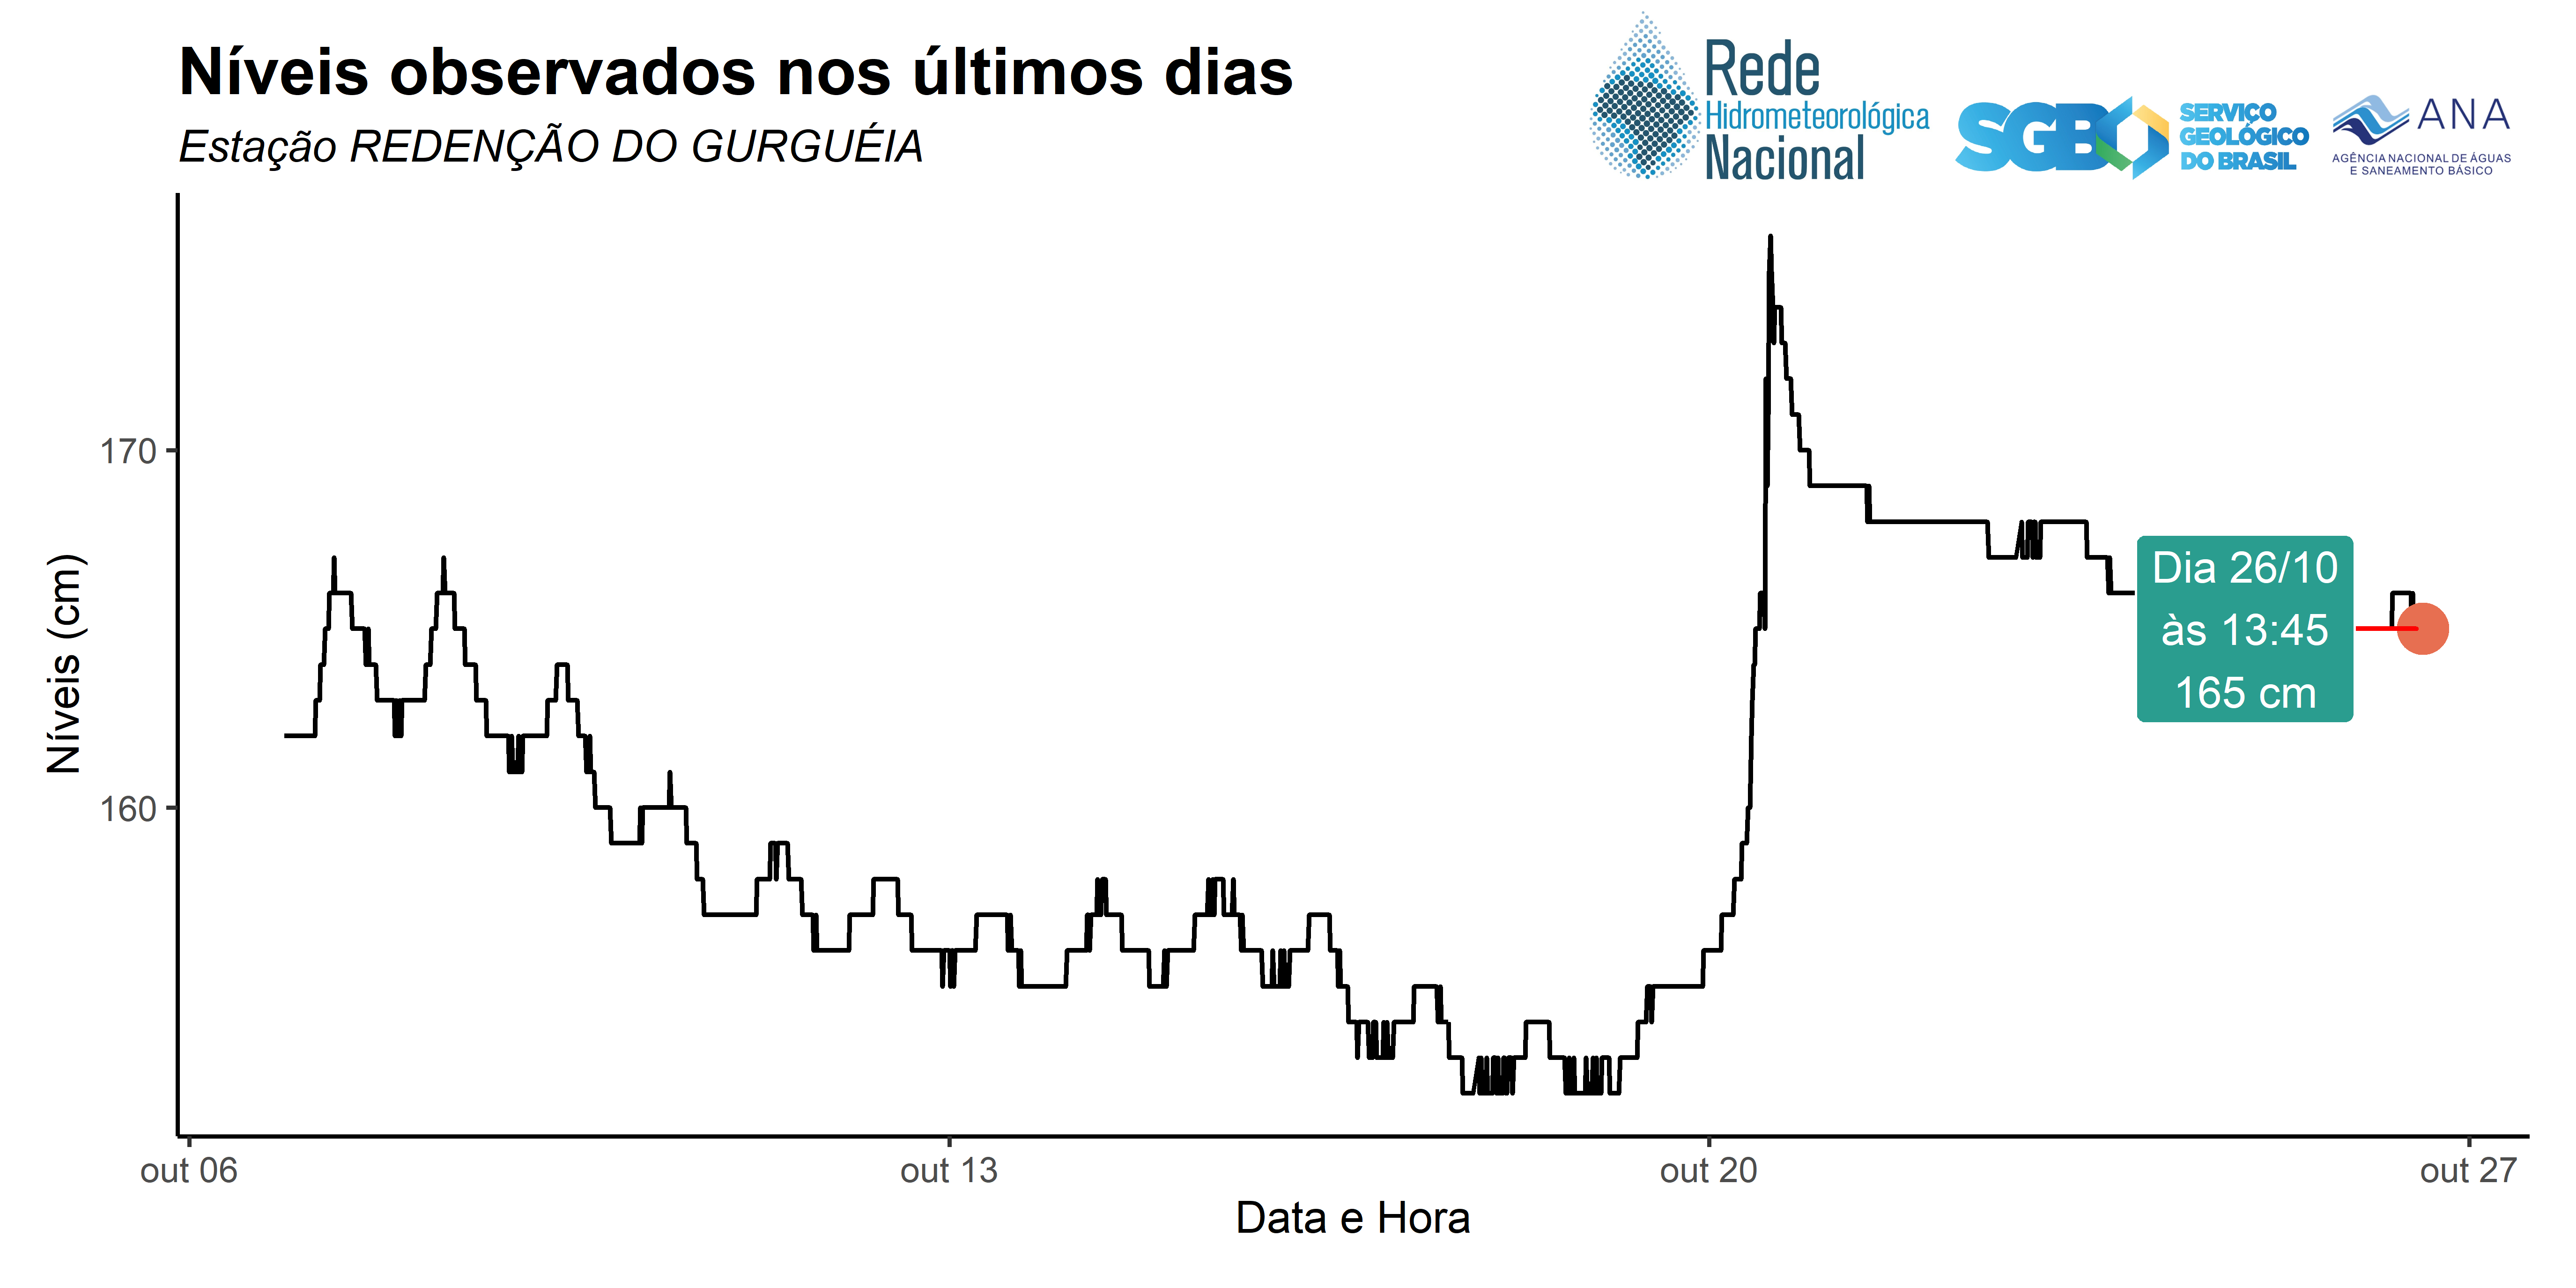 Níveis observados nos últimos dias
Estação REDENÇÃO DO GURGUÉIA
Rede
Hidrometeorológica
Nacional
SGB
SERVIÇO
GEOLÓGICO
DO BRASIL
ANA
AGÊNCIA NACIONAL DE ÁGUAS
E SANEAMENTO BÁSICO
Níveis (cm)
170
160
Dia 26/10
às 13:45
165 cm
out 06
out 13
out 20
out 27
Data e Hora